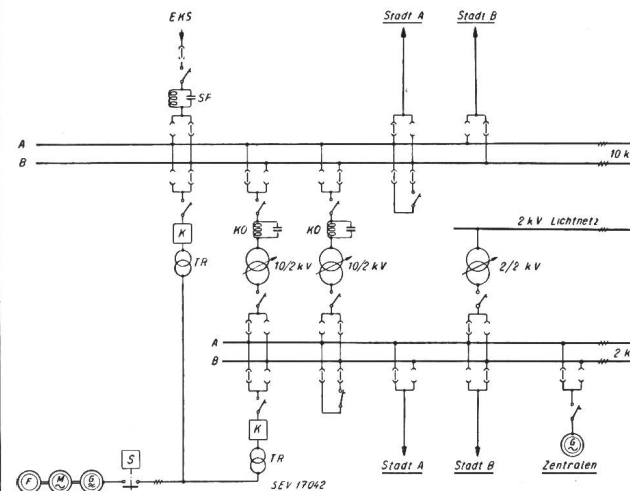 EKS
Stadt A
Stadt B
SF
A
10 k
B
2 kV Lichtnetz
K
KO
KO
TR
10/2 kV
10/2 kV
2/2 kV
A
B
2 k
K
S
TR
G
F
M
G
Stadt A
Stadt B
Zentralen
SEV 17042